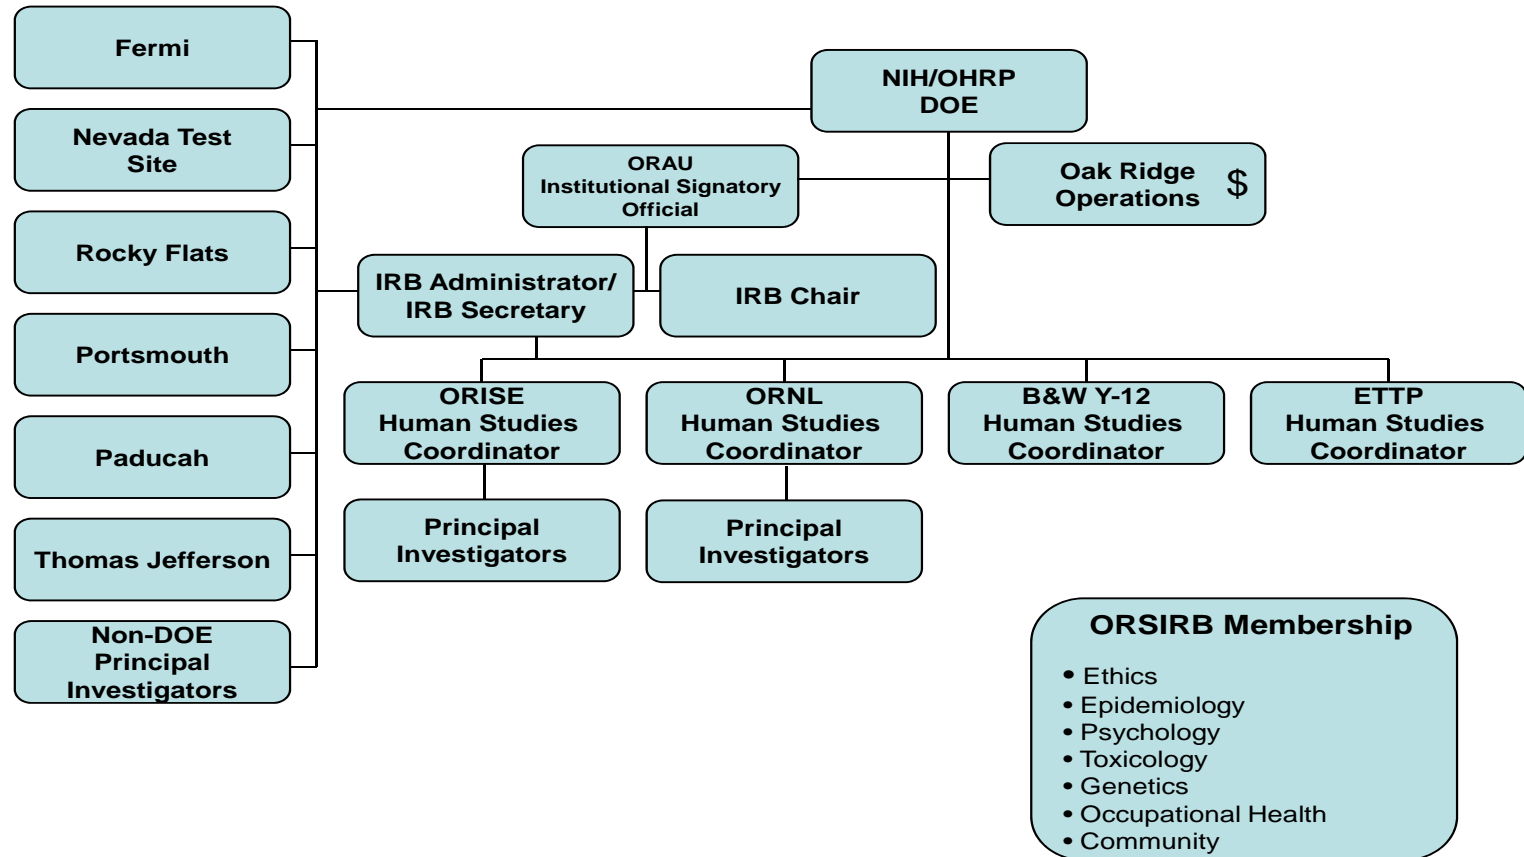 Fermi
NIH/OHRP
DOE
Nevada Test
Site
ORAU
Institutional Signatory
Official
Oak Ridge
Operations $
Rocky Flats
IRB Administrator/
IRB Secretary
IRB Chair
Portsmouth
ORISE
Human Studies
Coordinator
ORNL
Human Studies
Coordinator
B&W Y-12
Human Studies
Coordinator
ETTP
Human Studies
Coordinator
Paducah
Principal
Investigators
Principal
Investigators
Thomas Jefferson
Non-DOE
Principal
Investigators
ORSIRB Membership
• Ethics
• Epidemiology
• Psychology
• Toxicology
• Genetics
• Occupational Health
• Community